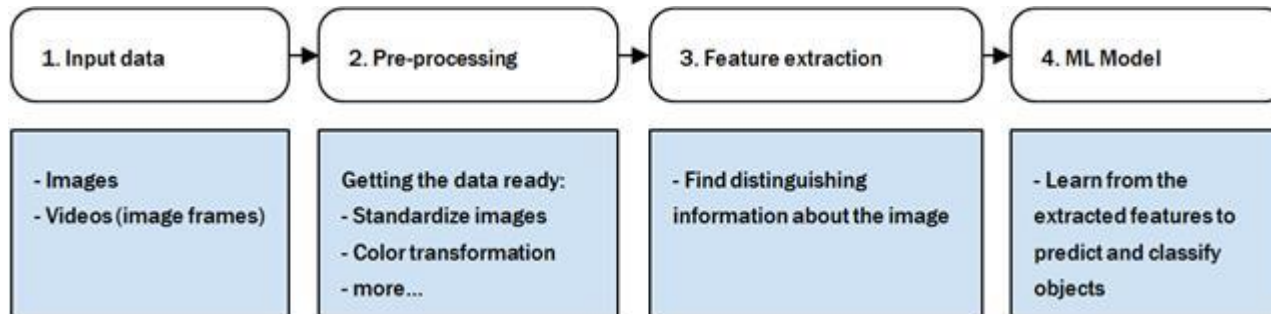 1. Input data
2. Pre-processing
3. Feature extraction
4. ML Model
- Images
- Videos (image frames)
Getting the data ready:
- Standardize images
- Color transformation
- more...
- Find distinguishing
information about the image
- Learn from the
extracted features to
predict and classify
objects